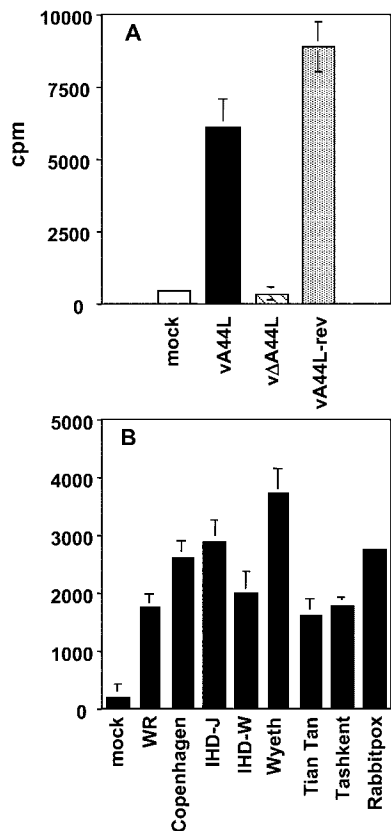 A
cpm
10000
7500
5000
2500
0
mock
vA44L
vΔA44L
vA44L-rev
B
5000
4000
3000
2000
1000
0
mock
WR
Copenhagen
IHD-J
IHD-W
Wyeth
Tian Tan
Tashkent
Rabbitpox